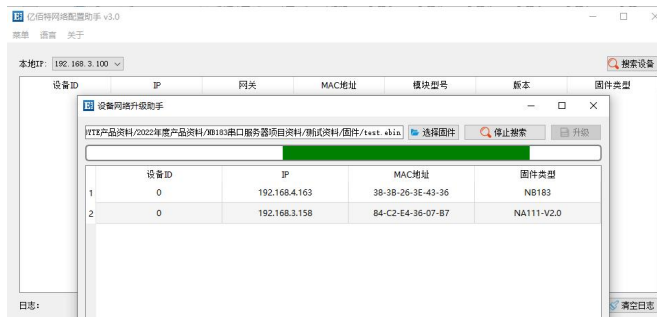 亿佰特网络配置助手 v3.0
菜单 语言 关于
本地IP: 192.168.3.100 搜索设备
设备ID IP 网关 MAC地址 模块型号 版本 固件类型
设备网络升级助手
产品资料/2022年度产品资料/NB183串口服务器项目资料/测试资料/固件/test.ebin 选择固件 停止搜索 升级
设备ID IP MAC地址 固件类型
1 0 192.168.4.163 38-3B-26-3E-43-36 NB183
2 0 192.168.3.158 84-C2-E4-36-07-B7 NA111-V2.0
日志: 清空日志